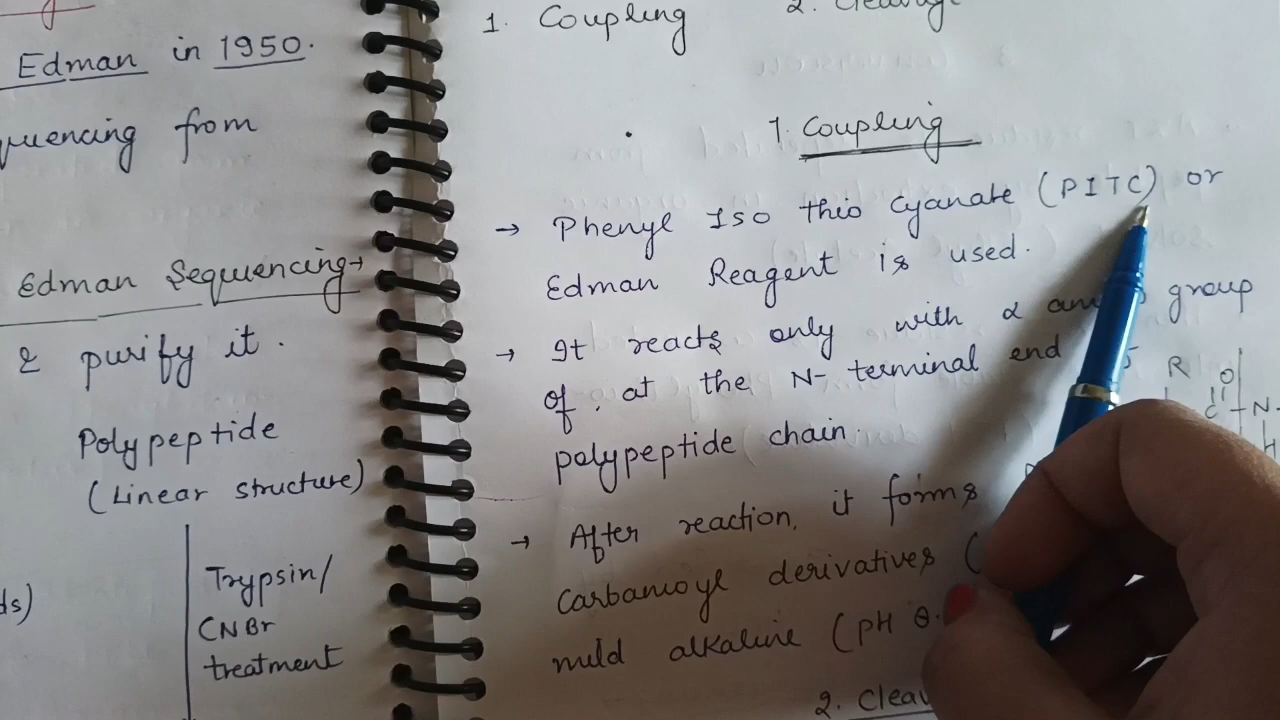 Edman in 1950.
quencing from
Edman Sequencing→
& purify it.
Polypeptide
(Linear structure)
ds)
Trypsin/
CNBr
treatment
1. Coupling
2.
1. Coupling
→ Phenyl Iso thio Cyanate (PITC) or
Edman Reagent is used.
→ It reacts only with α group
of, at the N-terminal end
polypeptide chain.
R
O
C - N -
H
→ After reaction, it forms
Carbamoyl derivatives (
mild alkaline (pH
2. Cleav